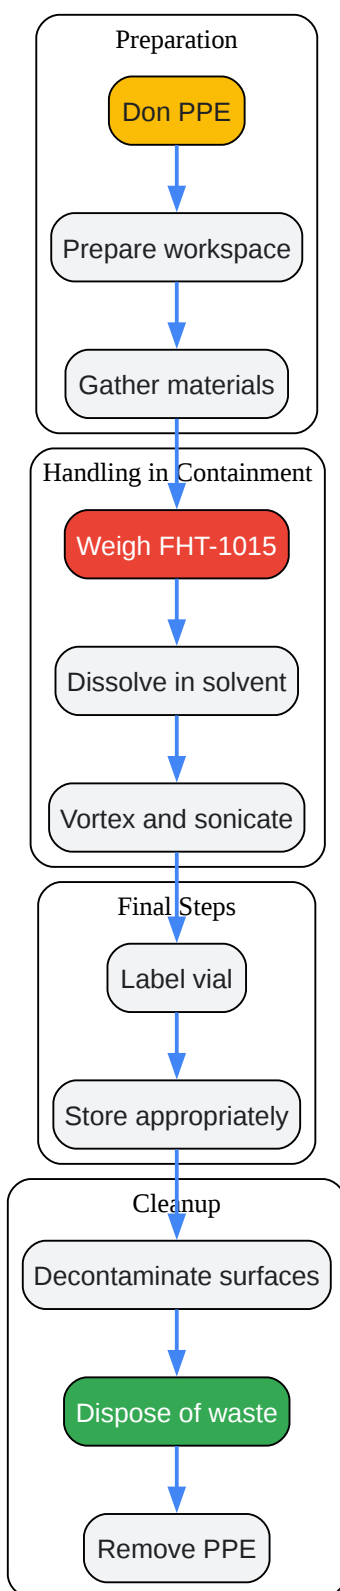 Preparation
Don PPE
Prepare workspace
Gather materials
Handling in Containment
Weigh FHT-1015
Dissolve in solvent
Vortex and sonicate
Final Steps
Label vial
Store appropriately
Cleanup
Decontaminate surfaces
Dispose of waste
Remove PPE